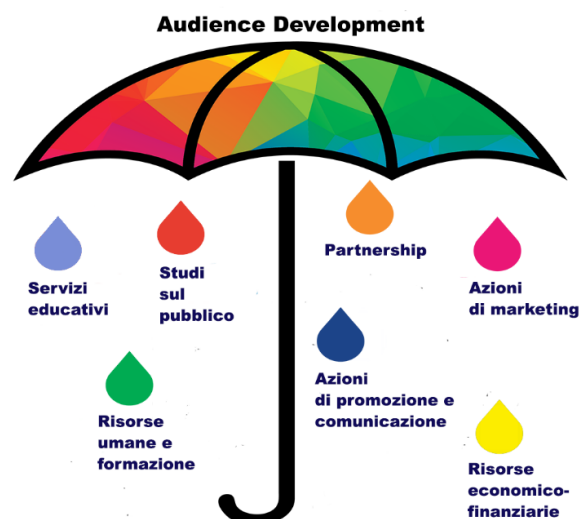 Audience Development
Servizi
educativi
Studi
sul
pubblico
Partnership
Azioni
di marketing
Risorse
umane e
formazione
Azioni
di promozione e
comunicazione
Risorse
economico-
finanziarie